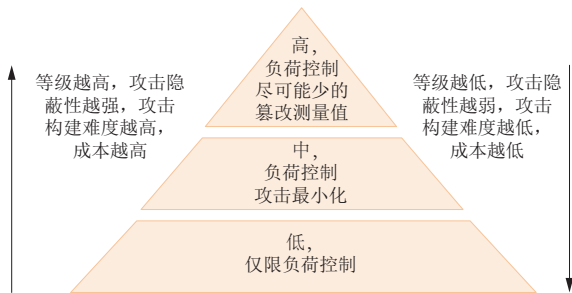 高，
负荷控制
尽可能少的
篡改测量值
等级越高，攻击隐
蔽性越强，攻击
构建难度越高，
成本越高
等级越低，攻击隐
蔽性越弱，攻击
构建难度越低，
成本越低
中，
负荷控制
攻击最小化
低，
仅限负荷控制